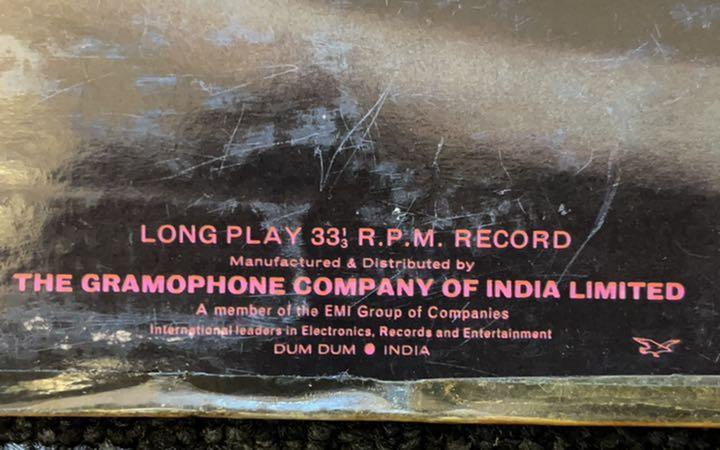 LONG PLAY 33⅓ R.P.M. RECORD
Manufactured & Distributed by
THE GRAMOPHONE COMPANY OF INDIA LIMITED
A member of the EMI Group of Companies
International leaders in Electronics, Records and Entertainment
DUM DUM ● INDIA